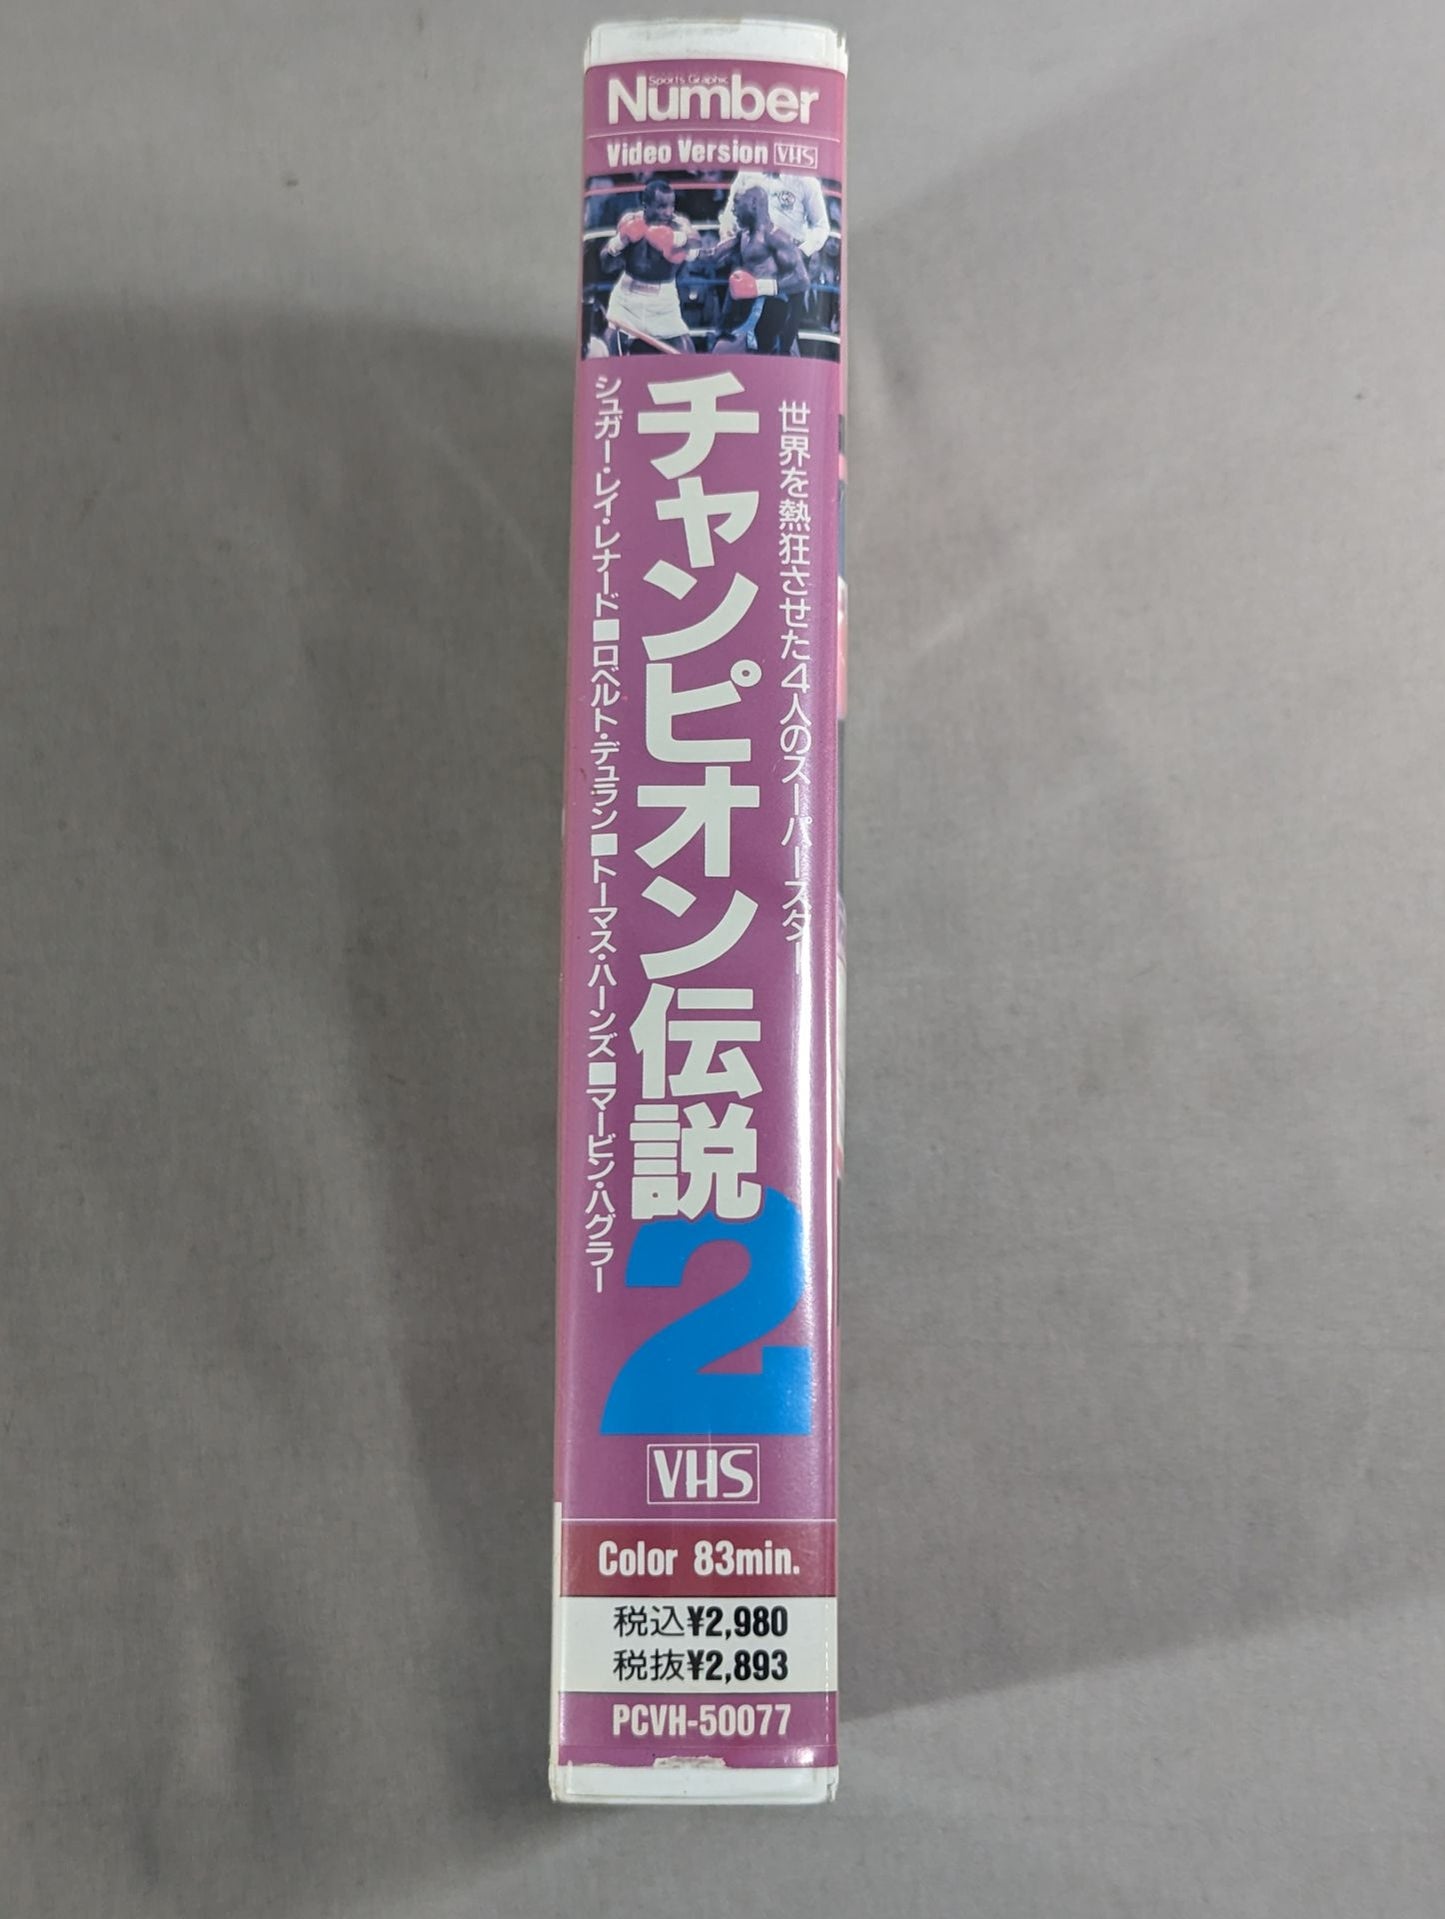 Sports Graphic
Number
Video Version VHS
世界を熱狂させた4人のスーパースター
チャンピオン伝説2
シュガー・レイ・レナード■ロベルト・デュラン■トーマス・ハーンズ■マービン・ハグラー
VHS
Color 83min.
税込¥2,980
税抜¥2,893
PCVH-50077